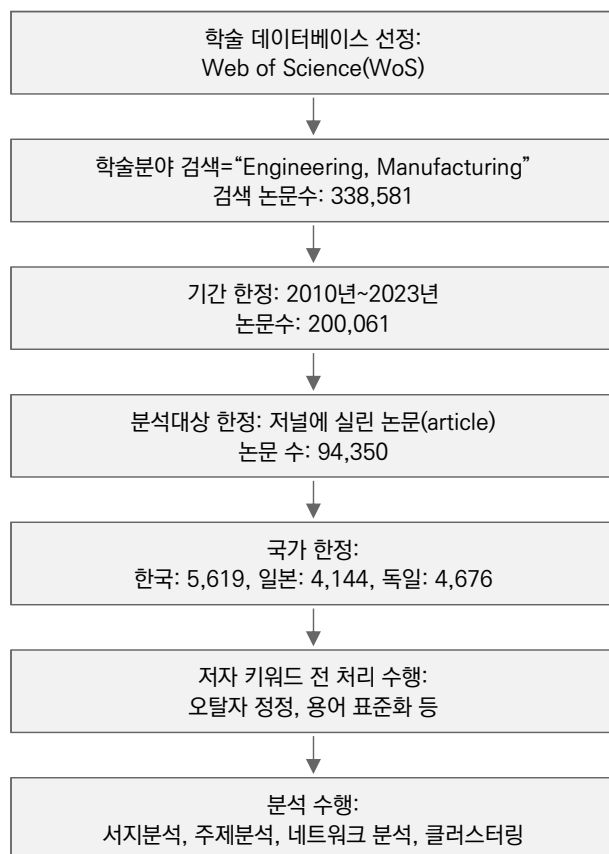 학술 데이터베이스 선정:
Web of Science(WoS)
학술분야 검색=“Engineering, Manufacturing”
검색 논문수: 338,581
기간 한정: 2010년~2023년
논문수: 200,061
분석대상 한정: 저널에 실린 논문(article)
논문 수: 94,350
국가 한정:
한국: 5,619, 일본: 4,144, 독일: 4,676
저자 키워드 전 처리 수행:
오탈자 정정, 용어 표준화 등
분석 수행:
서지분석, 주제분석, 네트워크 분석, 클러스터링